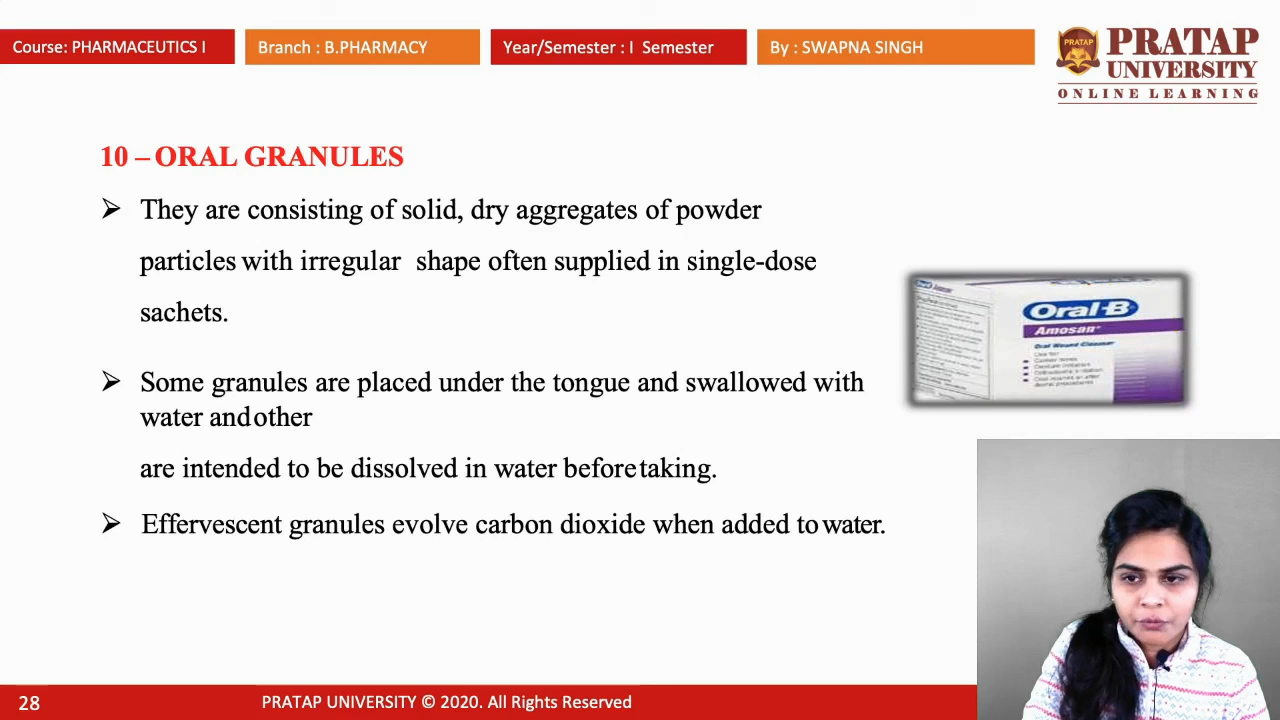 Course: PHARMACEUTICS I
Branch : B.PHARMACY
Year/Semester : I Semester
By : SWAPNA SINGH
PRATAP
PRATAP
UNIVERSITY
ONLINE LEARNING
10 – ORAL GRANULES
➤ They are consisting of solid, dry aggregates of powder
particles with irregular shape often supplied in single-dose
sachets.
➤ Some granules are placed under the tongue and swallowed with
water and other
are intended to be dissolved in water before taking.
➤ Effervescent granules evolve carbon dioxide when added to water.
Oral-B
Amosan
Oral Wound Cleanser
28
PRATAP UNIVERSITY © 2020. All Rights Reserved